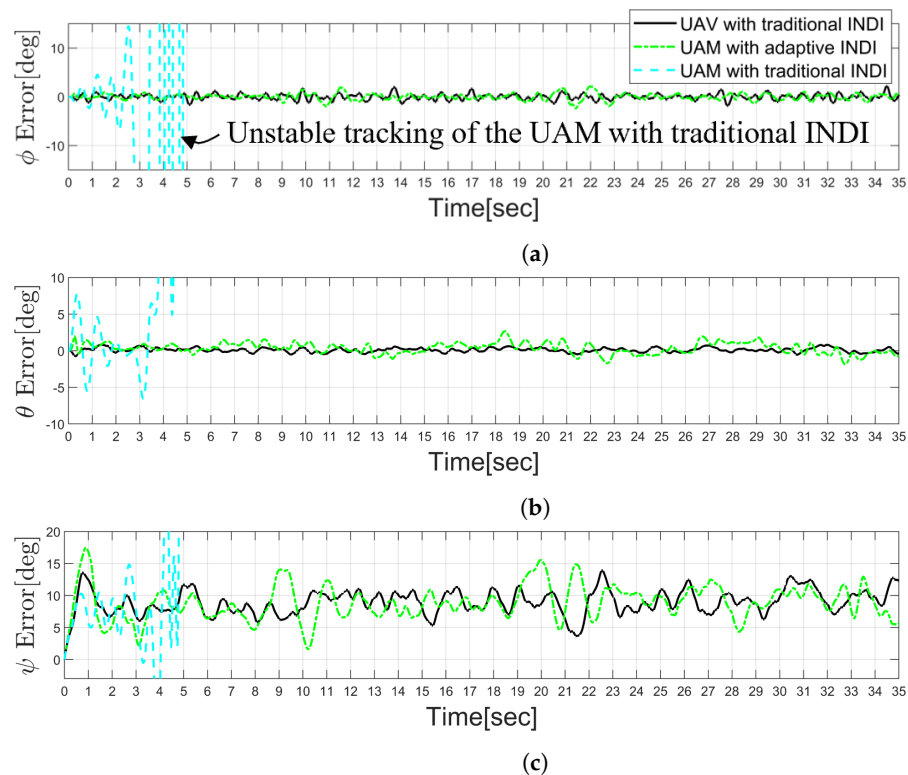 UAV with traditional INDI
UAM with adaptive INDI
UAM with traditional INDI
10
0
-10
ϕ Error[deg]
Unstable tracking of the UAM with traditional INDI
0 1 2 3 4 5 6 7 8 9 10 11 12 13 14 15 16 17 18 19 20 21 22 23 24 25 26 27 28 29 30 31 32 33 34 35
Time[sec]
(a)
10
5
0
-5
-10
θ Error[deg]
0 1 2 3 4 5 6 7 8 9 10 11 12 13 14 15 16 17 18 19 20 21 22 23 24 25 26 27 28 29 30 31 32 33 34 35
Time[sec]
(b)
20
15
10
5
0
ψ Error[deg]
0 1 2 3 4 5 6 7 8 9 10 11 12 13 14 15 16 17 18 19 20 21 22 23 24 25 26 27 28 29 30 31 32 33 34 35
Time[sec]
(c)